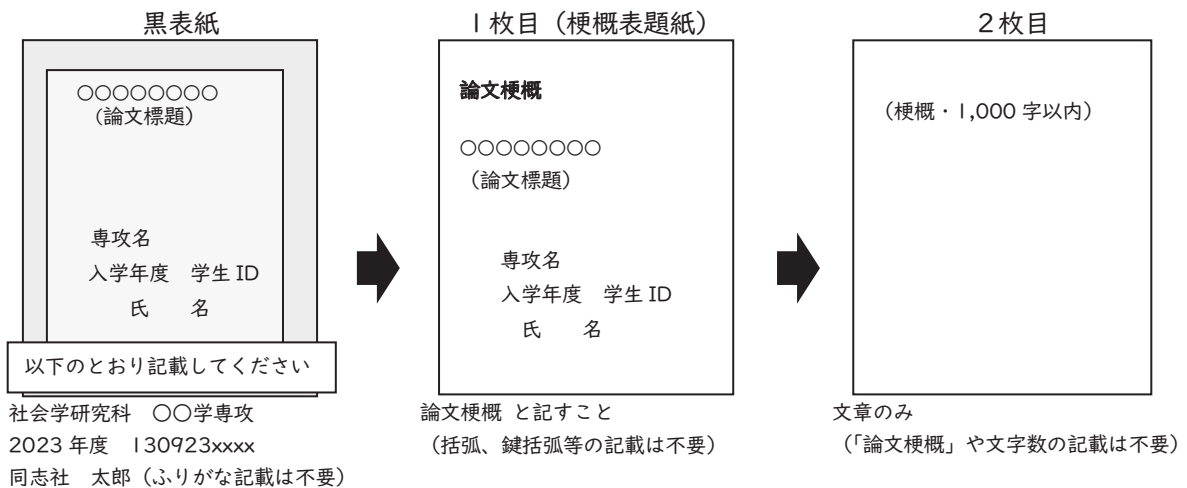 黒表紙
○○○○○○○○
(論文標題)
専攻名
入学年度　学生 ID
氏　　名
以下のとおり記載してください
社会学研究科　○○学専攻
2023 年度　130923xxxx
同志社　太郎（ふりがな記載は不要）
1枚目（梗概表題紙）
論文梗概
○○○○○○○○
（論文標題）
専攻名
入学年度　学生 ID
氏　　名
論文梗概 と記すこと
（括弧、鍵括弧等の記載は不要）
2枚目
（梗概・1,000 字以内）
文章のみ
（「論文梗概」や文字数の記載は不要）